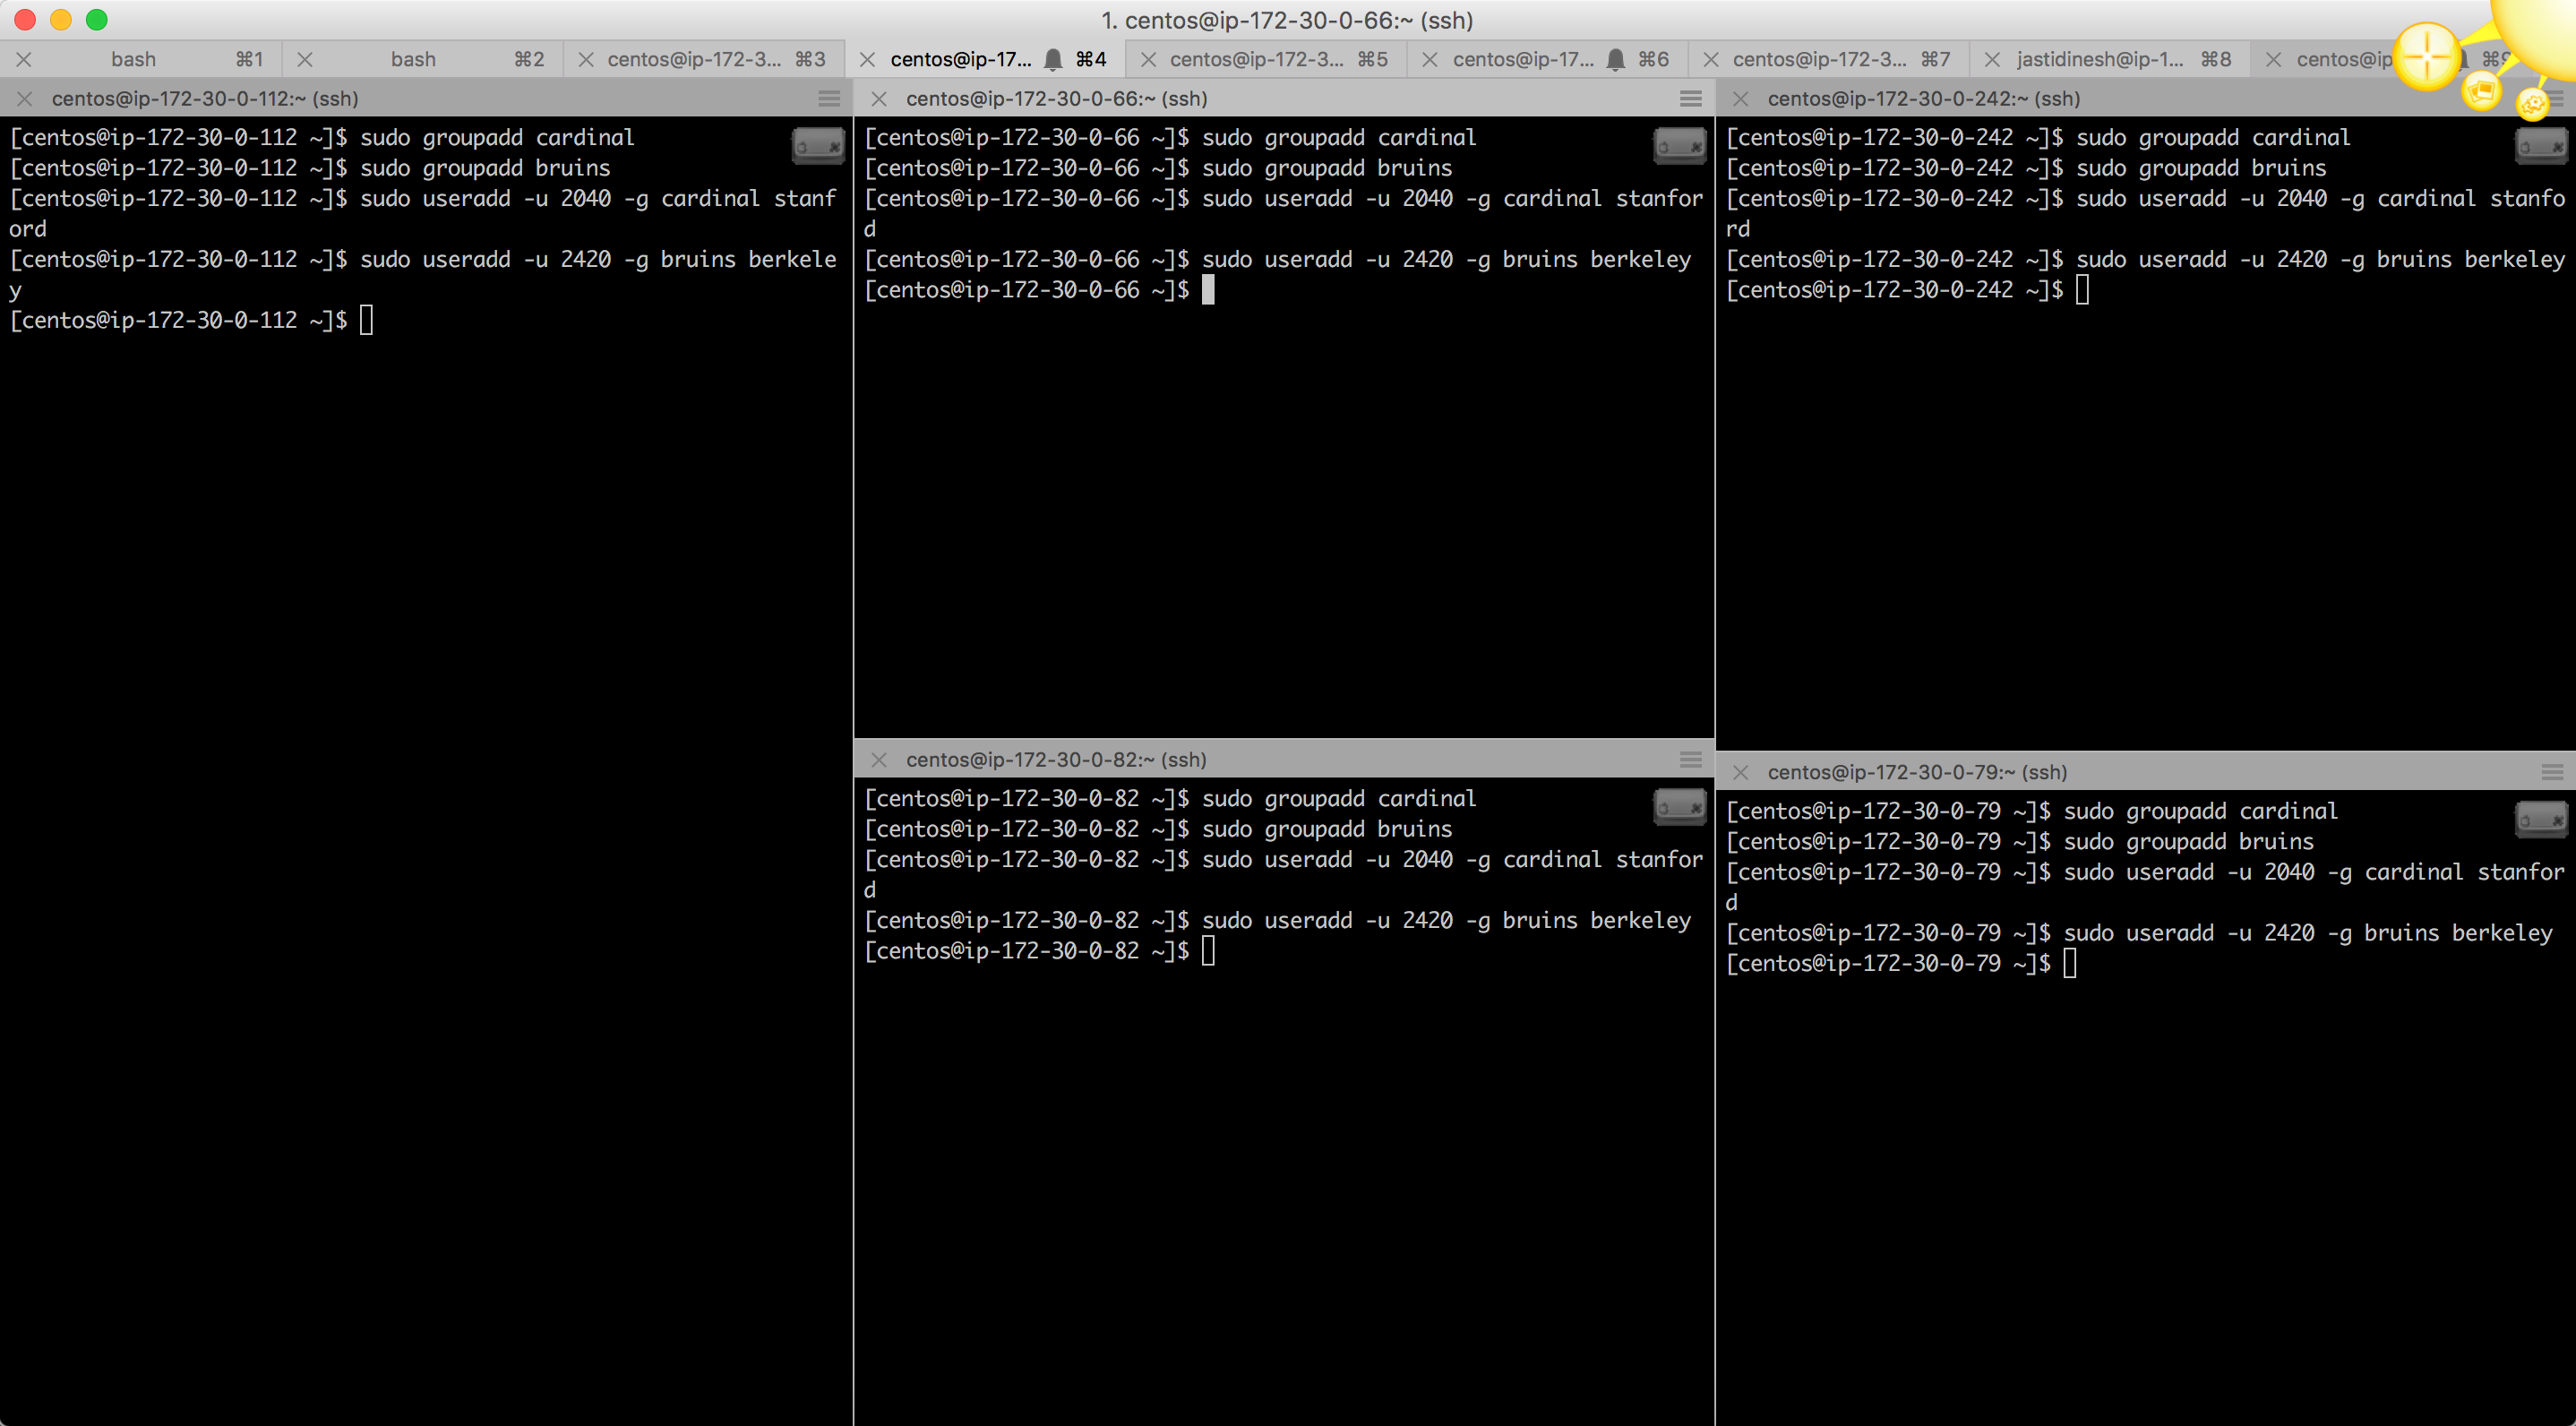 1. centos@ip-172-30-0-66:~ (ssh)
bash ⌘1
bash ⌘2
centos@ip-172-3... ⌘3
centos@ip-17... ⌘4
centos@ip-172-3... ⌘5
centos@ip-17... ⌘6
centos@ip-172-3... ⌘7
jastidinesh@ip-1... ⌘8
centos@ip ⌘9
centos@ip-172-30-0-112:~ (ssh)
[centos@ip-172-30-0-112 ~]$ sudo groupadd cardinal
[centos@ip-172-30-0-112 ~]$ sudo groupadd bruins
[centos@ip-172-30-0-112 ~]$ sudo useradd -u 2040 -g cardinal stanf
ord
[centos@ip-172-30-0-112 ~]$ sudo useradd -u 2420 -g bruins berkele
y
[centos@ip-172-30-0-112 ~]$
centos@ip-172-30-0-66:~ (ssh)
[centos@ip-172-30-0-66 ~]$ sudo groupadd cardinal
[centos@ip-172-30-0-66 ~]$ sudo groupadd bruins
[centos@ip-172-30-0-66 ~]$ sudo useradd -u 2040 -g cardinal stanfor
d
[centos@ip-172-30-0-66 ~]$ sudo useradd -u 2420 -g bruins berkeley
[centos@ip-172-30-0-66 ~]$
centos@ip-172-30-0-242:~ (ssh)
[centos@ip-172-30-0-242 ~]$ sudo groupadd cardinal
[centos@ip-172-30-0-242 ~]$ sudo groupadd bruins
[centos@ip-172-30-0-242 ~]$ sudo useradd -u 2040 -g cardinal stanfo
rd
[centos@ip-172-30-0-242 ~]$ sudo useradd -u 2420 -g bruins berkeley
[centos@ip-172-30-0-242 ~]$
centos@ip-172-30-0-82:~ (ssh)
[centos@ip-172-30-0-82 ~]$ sudo groupadd cardinal
[centos@ip-172-30-0-82 ~]$ sudo groupadd bruins
[centos@ip-172-30-0-82 ~]$ sudo useradd -u 2040 -g cardinal stanfor
d
[centos@ip-172-30-0-82 ~]$ sudo useradd -u 2420 -g bruins berkeley
[centos@ip-172-30-0-82 ~]$
centos@ip-172-30-0-79:~ (ssh)
[centos@ip-172-30-0-79 ~]$ sudo groupadd cardinal
[centos@ip-172-30-0-79 ~]$ sudo groupadd bruins
[centos@ip-172-30-0-79 ~]$ sudo useradd -u 2040 -g cardinal stanfor
d
[centos@ip-172-30-0-79 ~]$ sudo useradd -u 2420 -g bruins berkeley
[centos@ip-172-30-0-79 ~]$